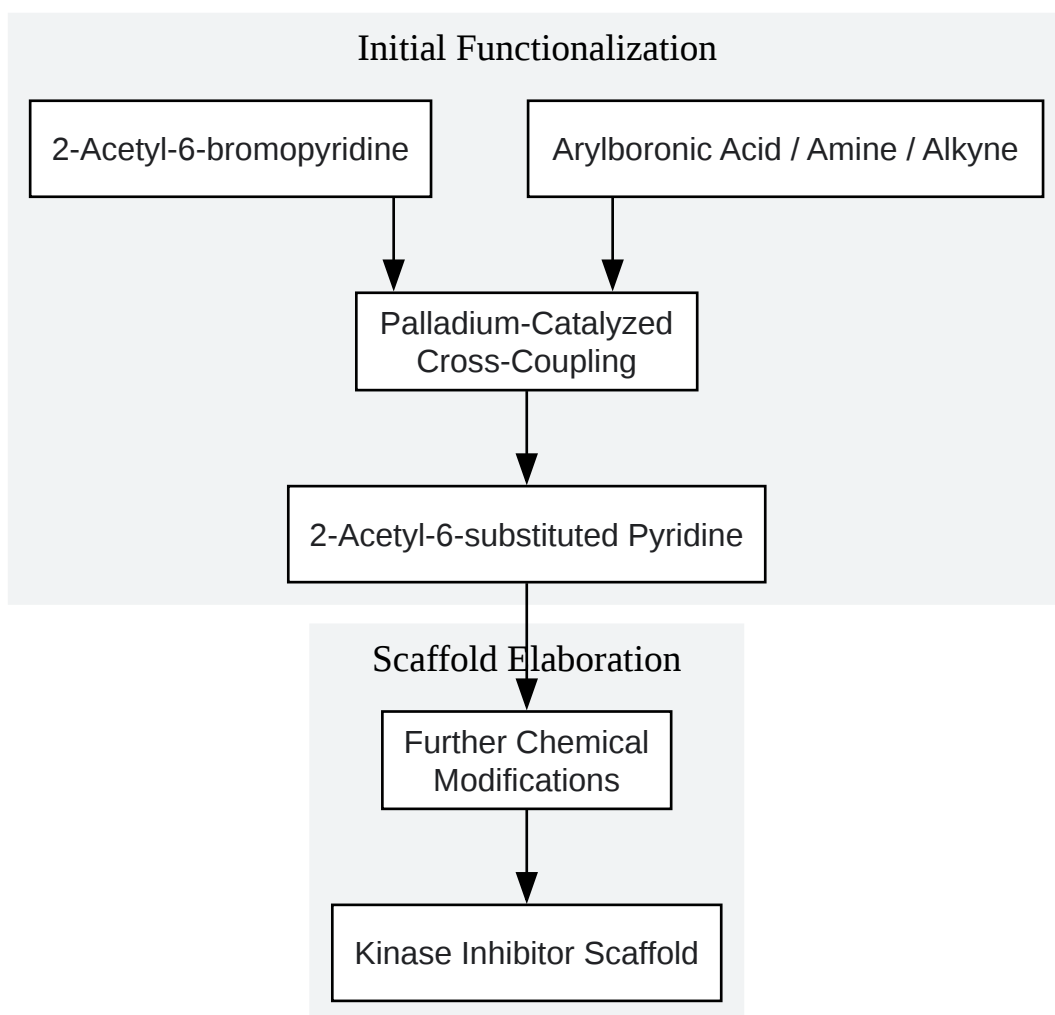 Initial Functionalization
2-Acetyl-6-bromopyridine
Arylboronic Acid / Amine / Alkyne
Palladium-Catalyzed
Cross-Coupling
2-Acetyl-6-substituted Pyridine
Scaffold Elaboration
Further Chemical
Modifications
Kinase Inhibitor Scaffold